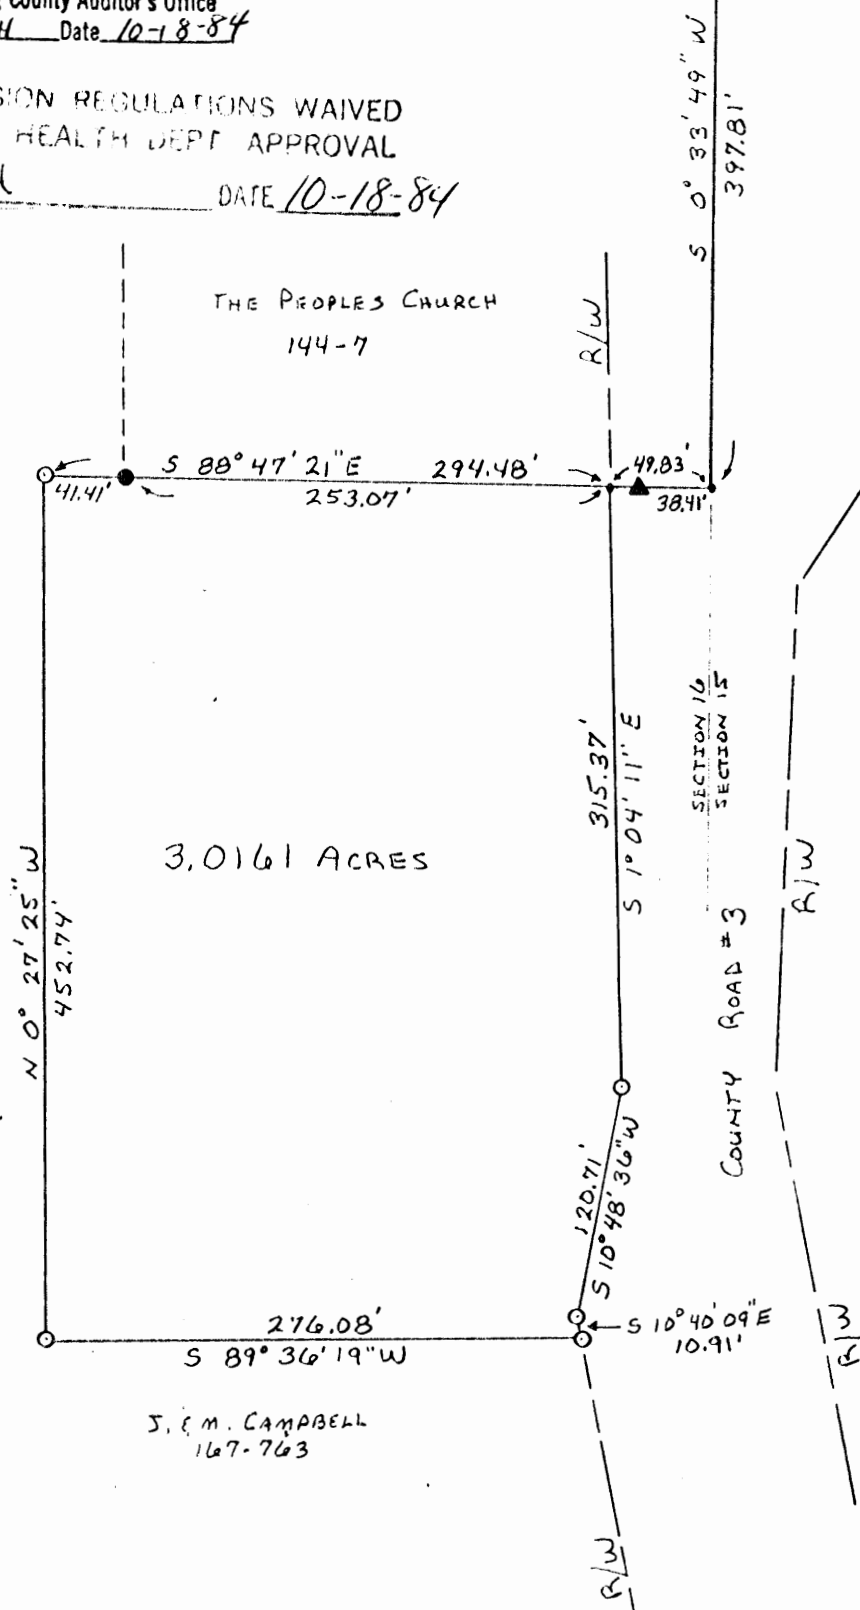 County Auditor's Office
Date 10-18-84
SION REGULATIONS WAIVED
HEALTH DEPT APPROVAL
DATE 10-18-84
S 0° 33' 49" W
397.81'
THE PEOPLES CHURCH
144-7
R/W
S 88° 47' 21" E 294.48'
49.83'
41.41'
253.07'
38.41'
315.37'
S 1° 04' 11" E
SECTION 16
SECTION 15
R/W
3.0161 ACRES
N 0° 27' 25" W
452.74'
COUNTY ROAD #3
120.71'
S 10° 48' 36" W
276.08'
S 89° 36' 19" W
S 10° 40' 09" E
10.91'
R/W
J. & M. CAMPBELL
167-763
R/W